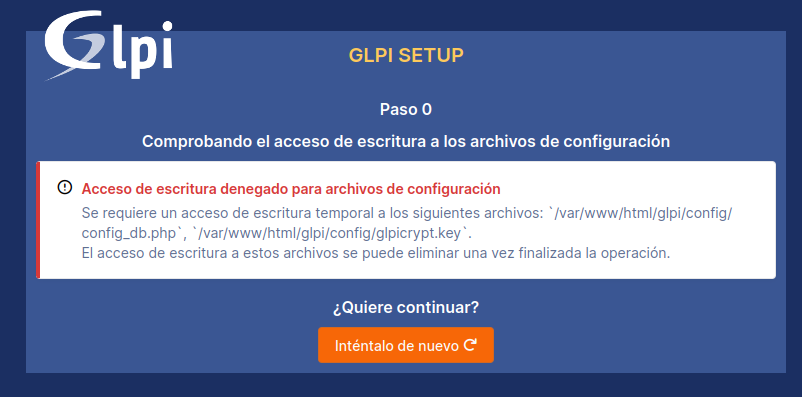 Glpi
GLPI SETUP
Paso 0
Comprobando el acceso de escritura a los archivos de configuración
Acceso de escritura denegado para archivos de configuración
Se requiere un acceso de escritura temporal a los siguientes archivos: `/var/www/html/glpi/config/
config_db.php`, `/var/www/html/glpi/config/glpicrypt.key`.
El acceso de escritura a estos archivos se puede eliminar una vez finalizada la operación.
¿Quiere continuar?
Inténtalo de nuevo